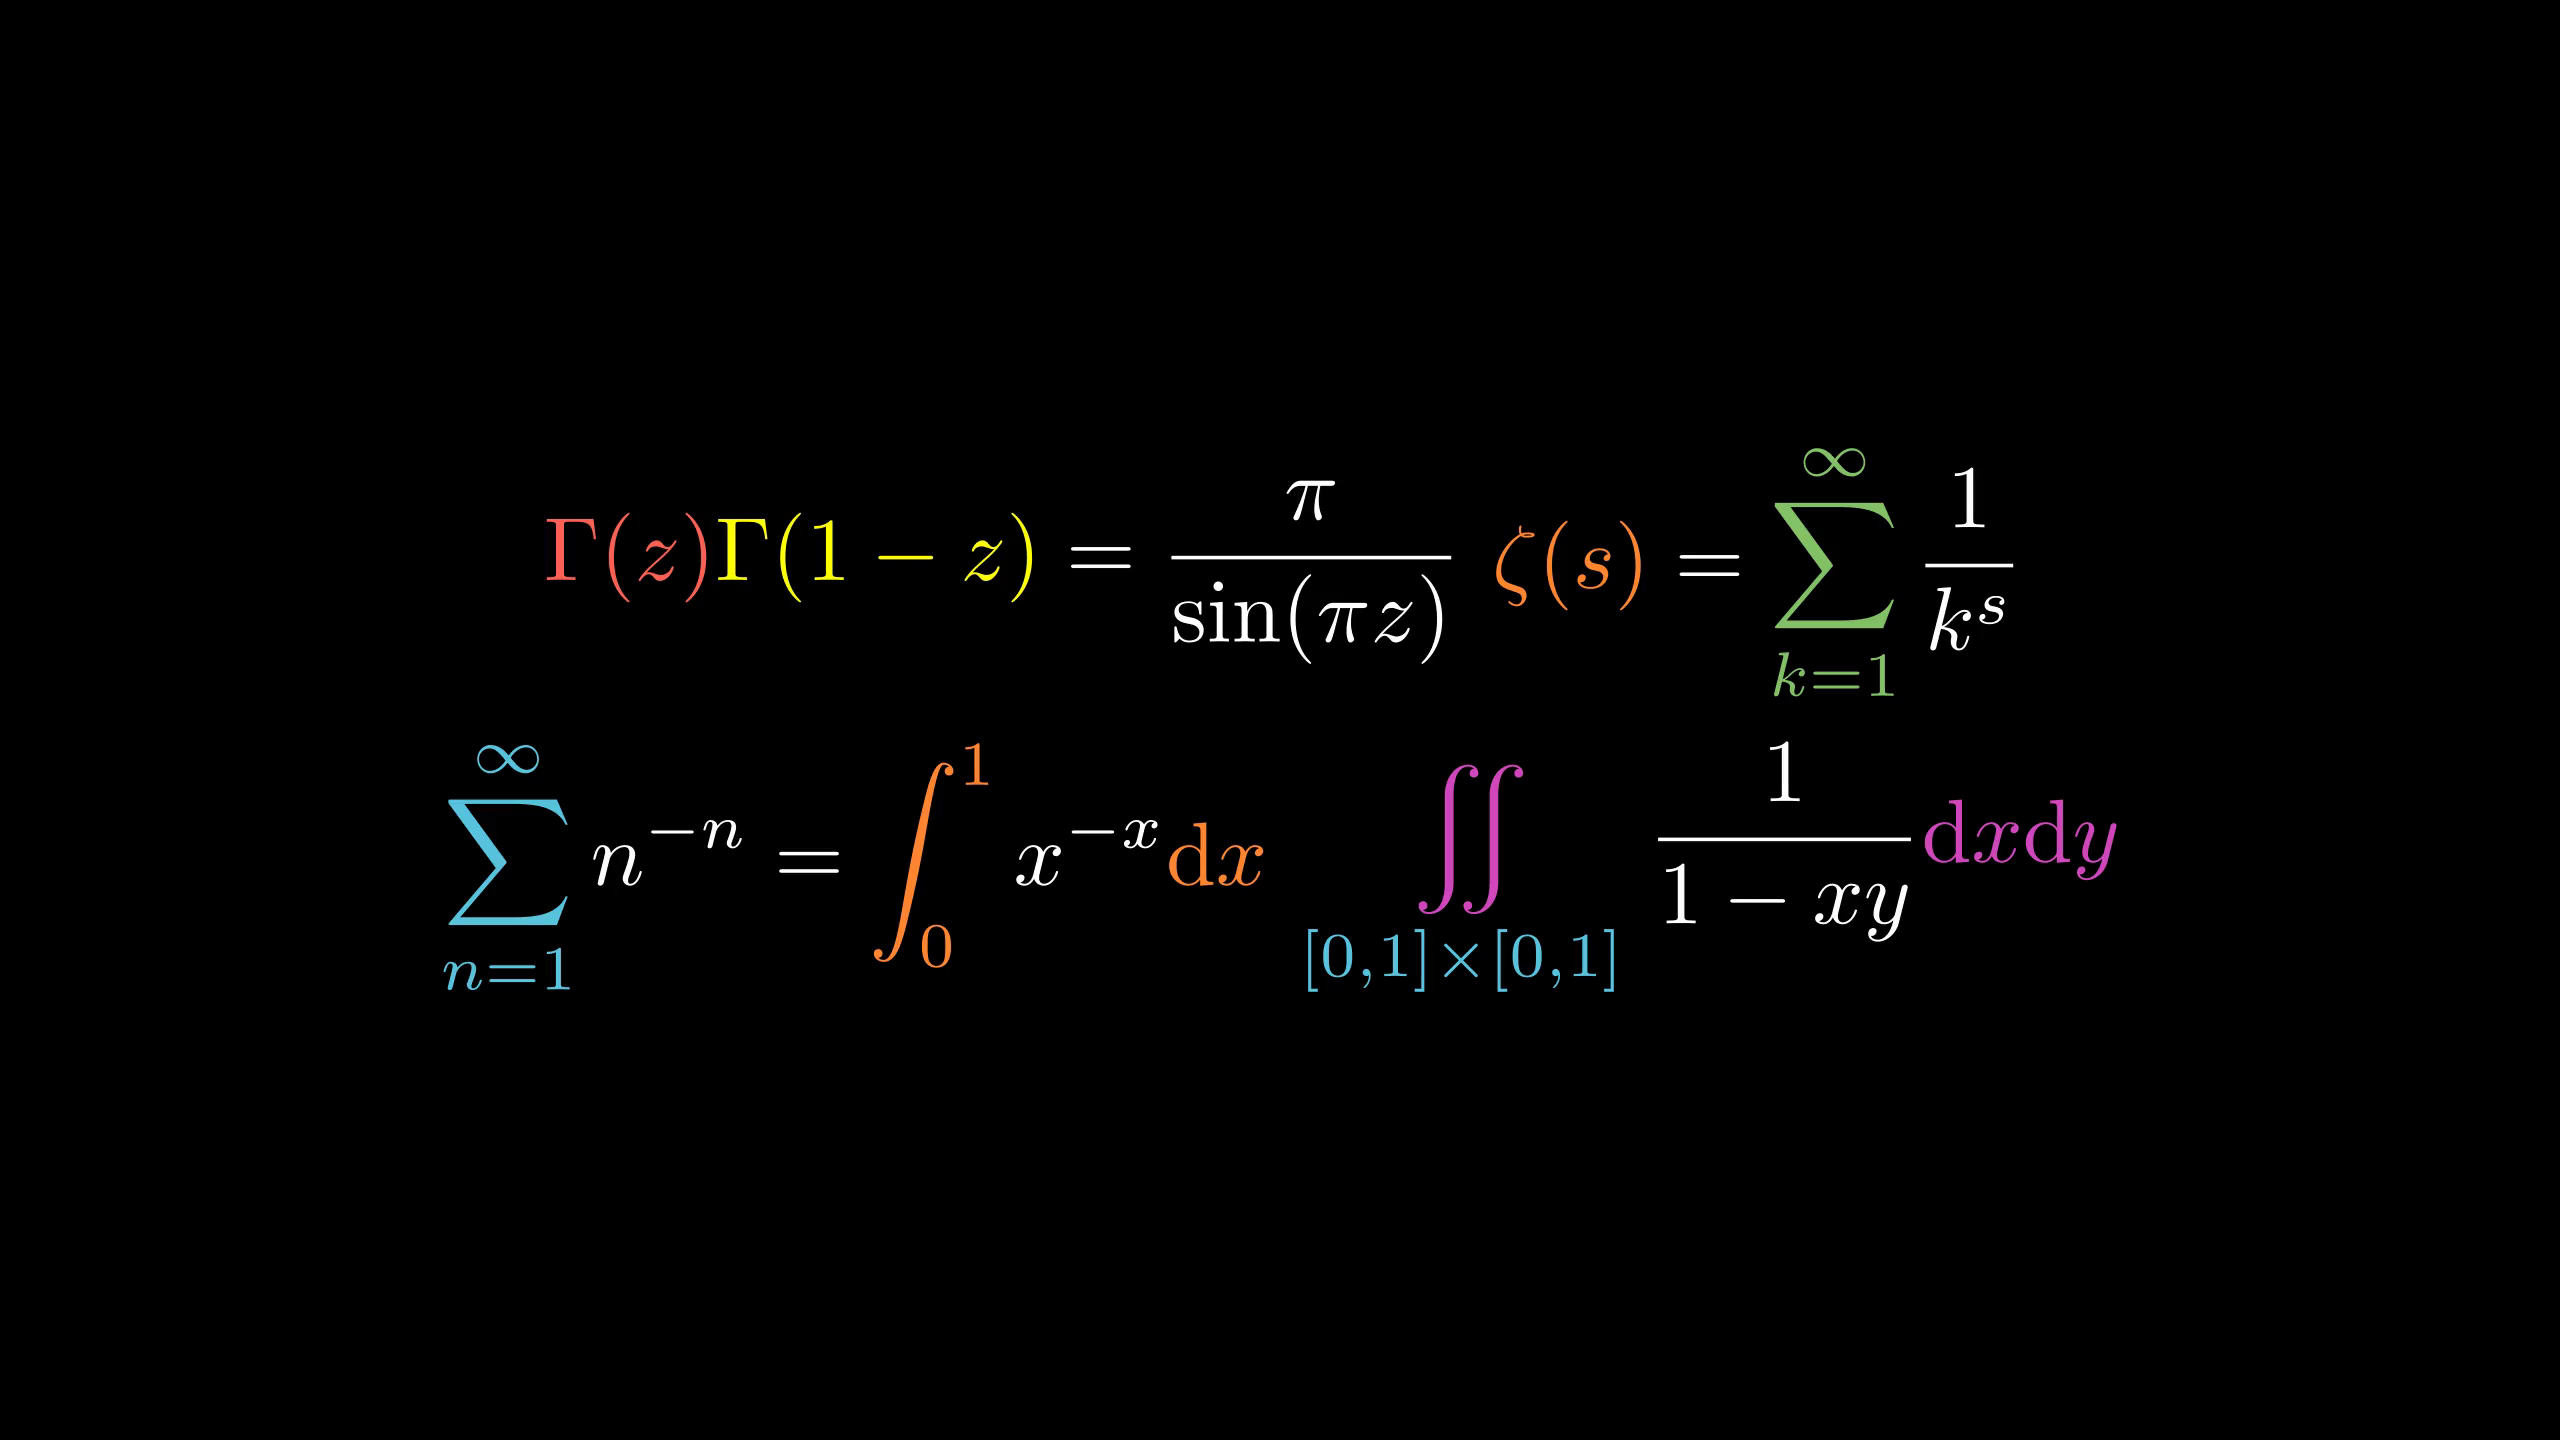 Γ(z)Γ(1 − z) = π / sin(πz) ζ(s) = ∑_{k=1}^{∞} 1 / k^s
∑_{n=1}^{∞} n^{−n} = ∫_0^1 x^{−x} dx ∬_{[0,1]×[0,1]} 1 / (1 − xy) dxdy